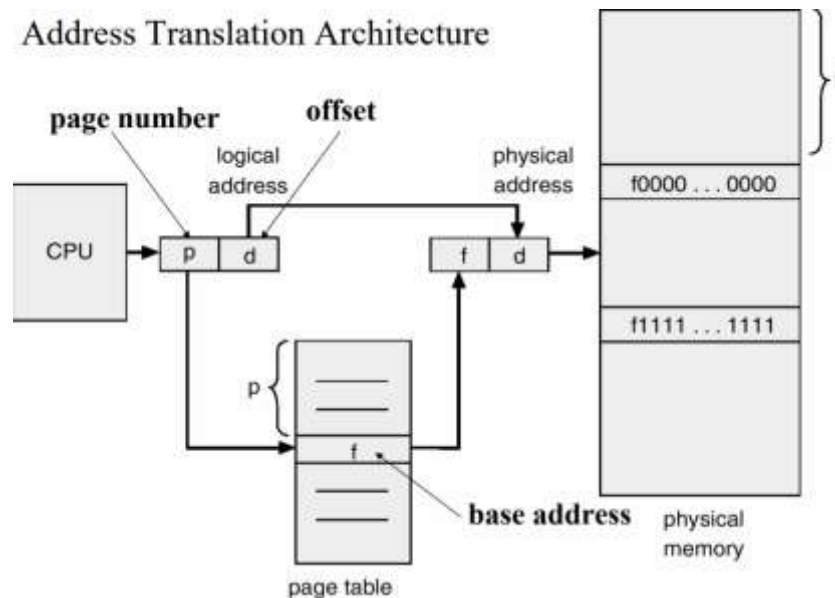 Address Translation Architecture
page number
offset
logical
address
physical
address
CPU
p
d
f
d
f0000 . . . 0000
f1111 . . . 1111
p
f
base address
page table
physical
memory